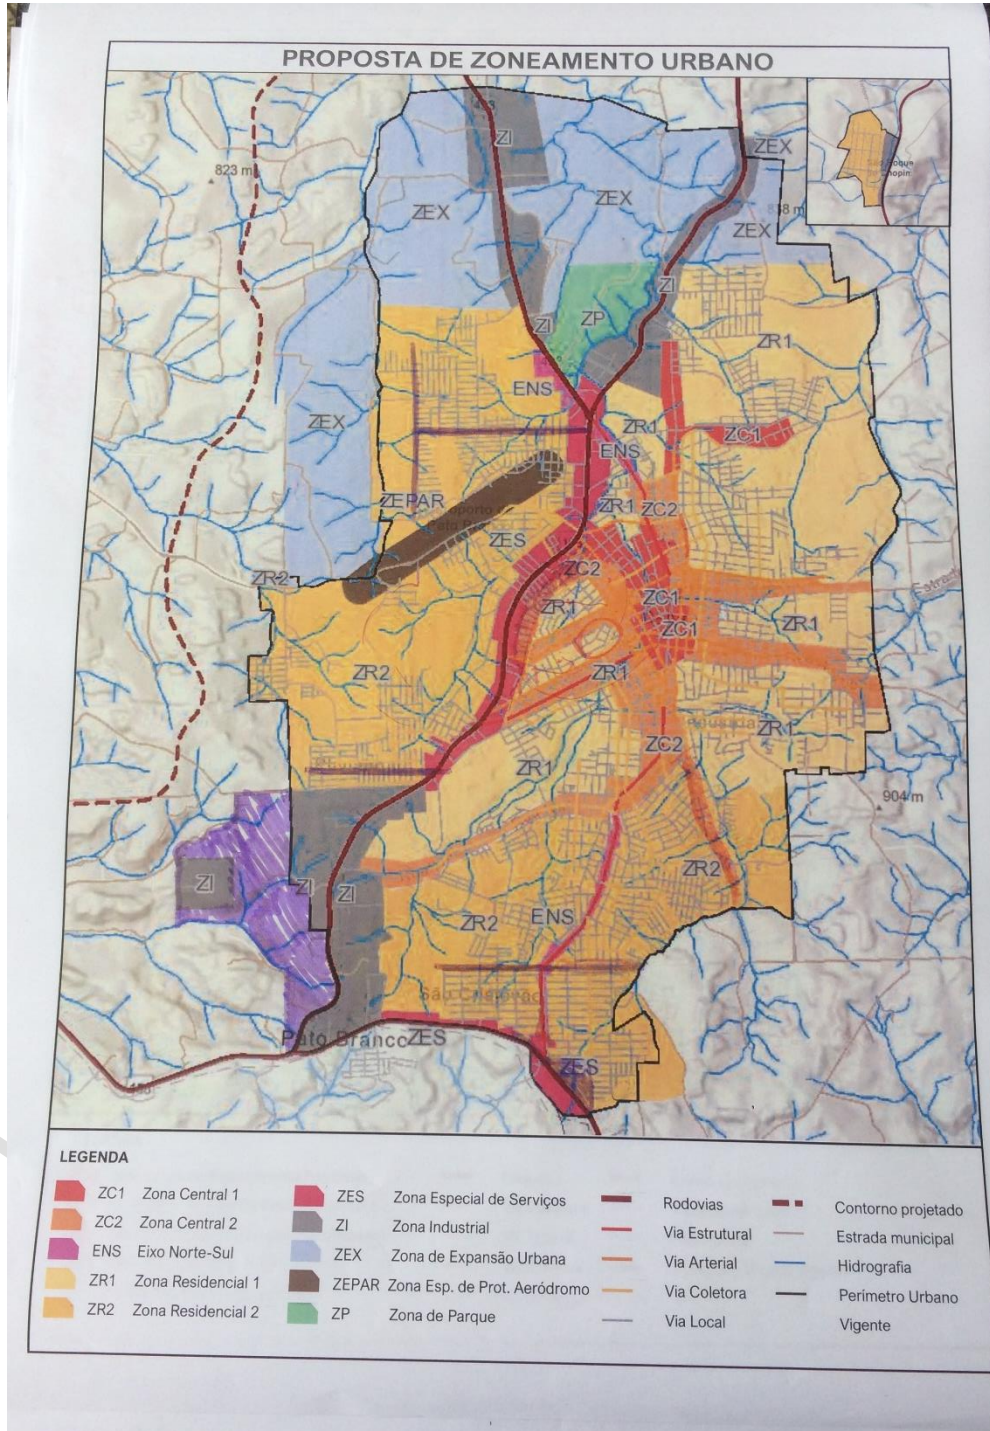 PROPOSTA DE ZONEAMENTO URBANO
ZI
ZEX
823 m
ZEX
ZEX
ZEX
ZI
ZI
ZP
ZR1
ENS
ZEX
ZR1
ZC1
ENS
ZEPAR
ZR1
ZC2
ZES
ZC2
ZR2
ZR1
ZC1
ZR1
ZC1
ZR2
ZR1
ZR1
ZC2
ZR1
904 m
ZR2
ZI
ZI
ZI
ZR2
ENS
São Cristóvão
Pato Branco
ZES
ZES
LEGENDA
ZC1 Zona Central 1
ZC2 Zona Central 2
ENS Eixo Norte-Sul
ZR1 Zona Residencial 1
ZR2 Zona Residencial 2
ZES Zona Especial de Serviços
ZI Zona Industrial
ZEX Zona de Expansão Urbana
ZEPAR Zona Esp. de Prot. Aeródromo
ZP Zona de Parque
Rodovias
Via Estrutural
Via Arterial
Via Coletora
Via Local
Contorno projetado
Estrada municipal
Hidrografia
Perímetro Urbano
Vigente